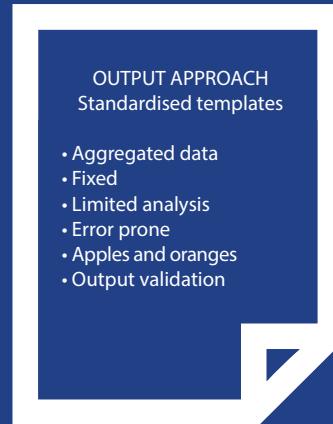 OUTPUT APPROACH
Standardised templates
• Aggregated data
• Fixed
• Limited analysis
• Error prone
• Apples and oranges
• Output validation